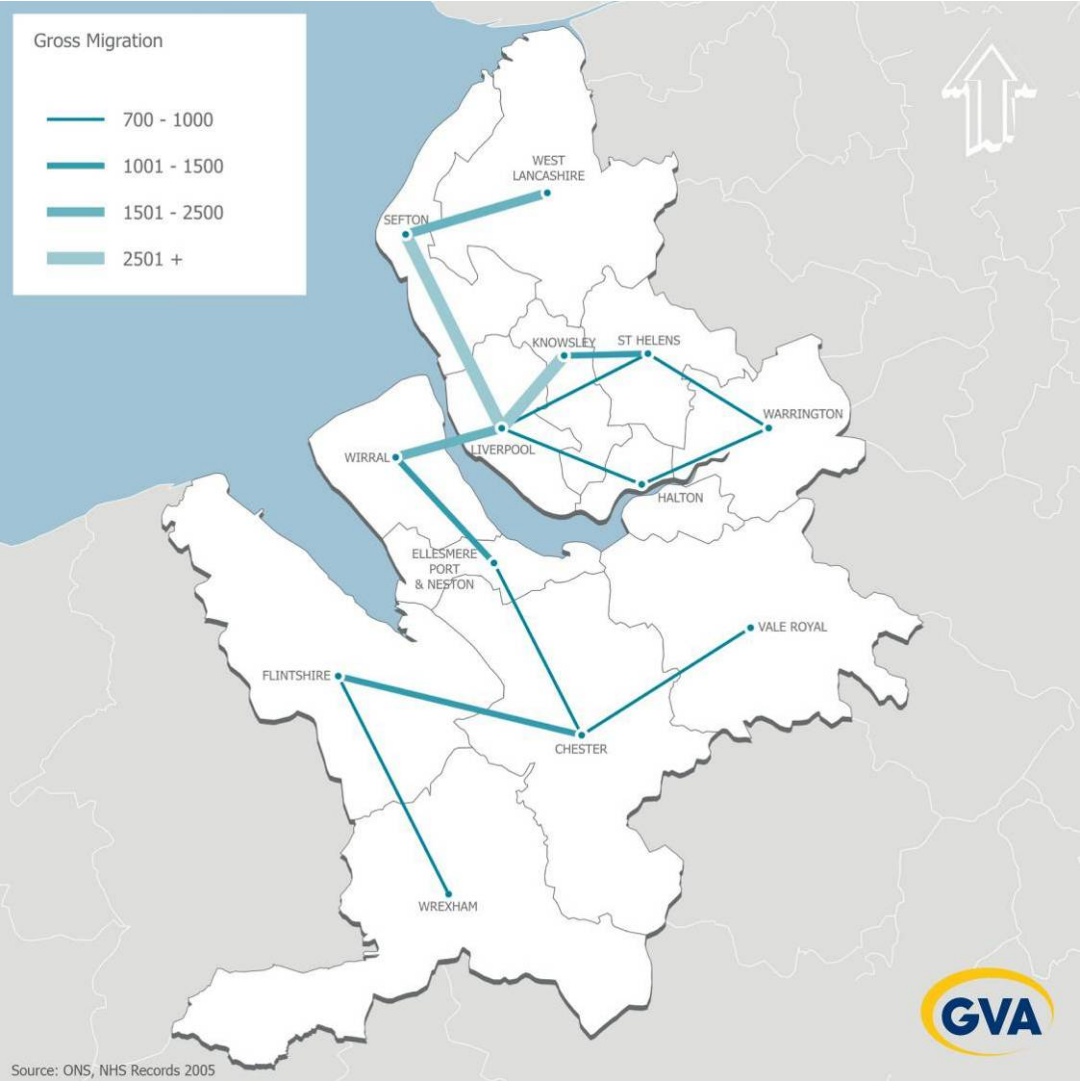 Gross Migration
700 - 1000
1001 - 1500
1501 - 2500
2501 +
WEST
LANCASHIRE
SEFTON
KNOWSLEY
ST HELENS
WARRINGTON
LIVERPOOL
WIRRAL
HALTON
ELLESMERE
PORT
& NESTON
VALE ROYAL
FLINTSHIRE
CHESTER
WREXHAM
GVA
Source: ONS, NHS Records 2005